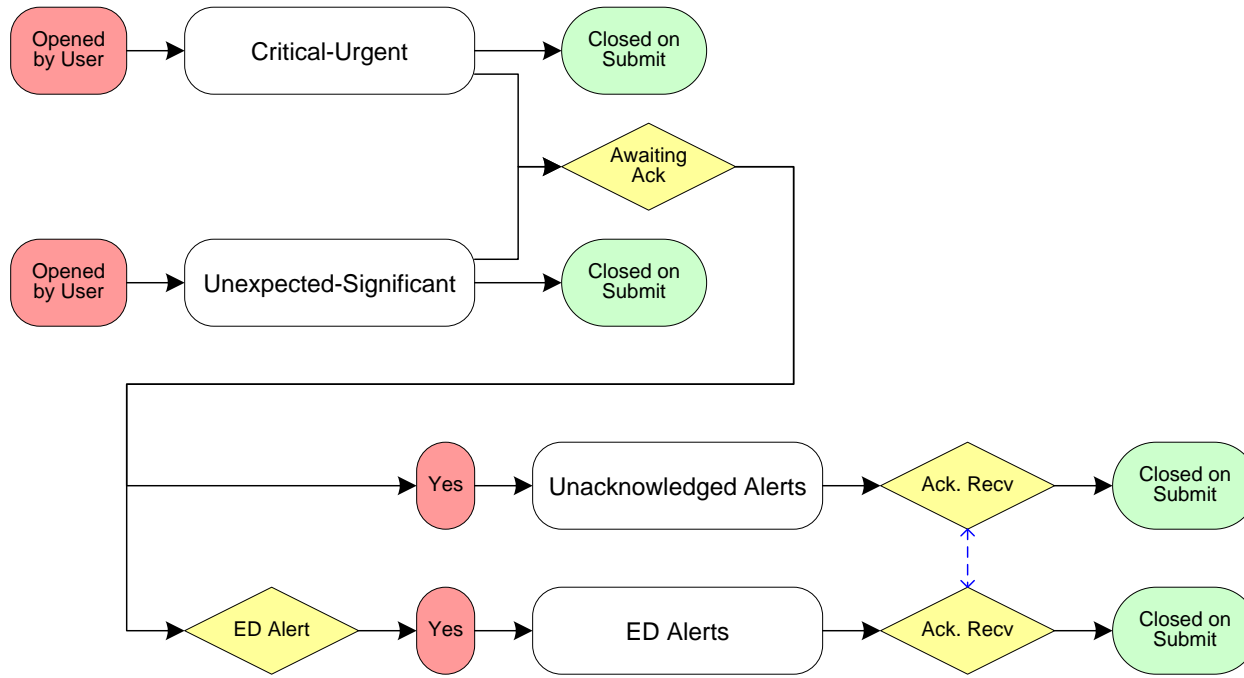 Opened
by User
Critical-Urgent
Closed on
Submit
Awaiting
Ack
Opened
by User
Unexpected-Significant
Closed on
Submit
Yes
Unacknowledged Alerts
Ack. Recv
Closed on
Submit
ED Alert
Yes
ED Alerts
Ack. Recv
Closed on
Submit